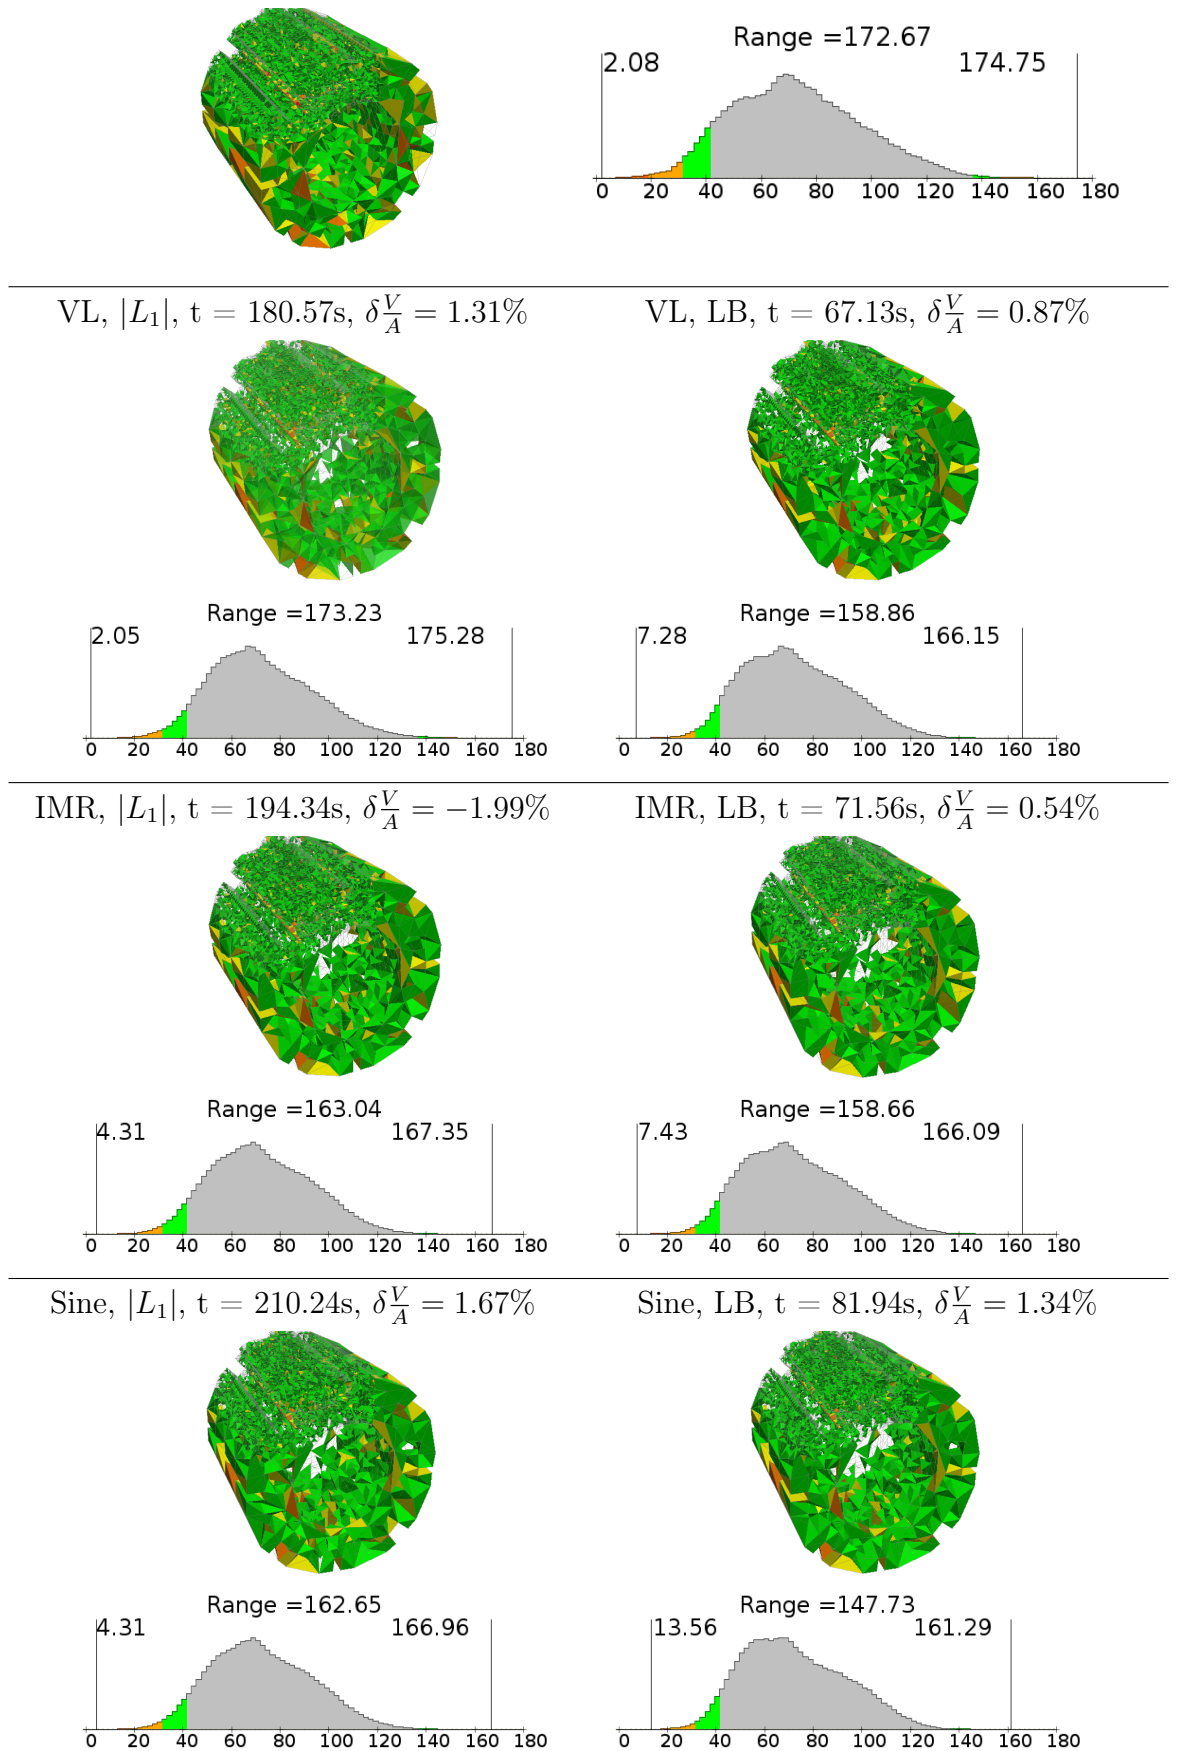 Range =172.67
2.08 174.75
0 20 40 60 80 100 120 140 160 180
VL, |L₁|, t = 180.57s, δV/A = 1.31%
VL, LB, t = 67.13s, δV/A = 0.87%
Range =173.23
2.05 175.28
0 20 40 60 80 100 120 140 160 180
Range =158.86
7.28 166.15
0 20 40 60 80 100 120 140 160 180
IMR, |L₁|, t = 194.34s, δV/A = −1.99%
IMR, LB, t = 71.56s, δV/A = 0.54%
Range =163.04
4.31 167.35
0 20 40 60 80 100 120 140 160 180
Range =158.66
7.43 166.09
0 20 40 60 80 100 120 140 160 180
Sine, |L₁|, t = 210.24s, δV/A = 1.67%
Sine, LB, t = 81.94s, δV/A = 1.34%
Range =162.65
4.31 166.96
0 20 40 60 80 100 120 140 160 180
Range =147.73
13.56 161.29
0 20 40 60 80 100 120 140 160 180